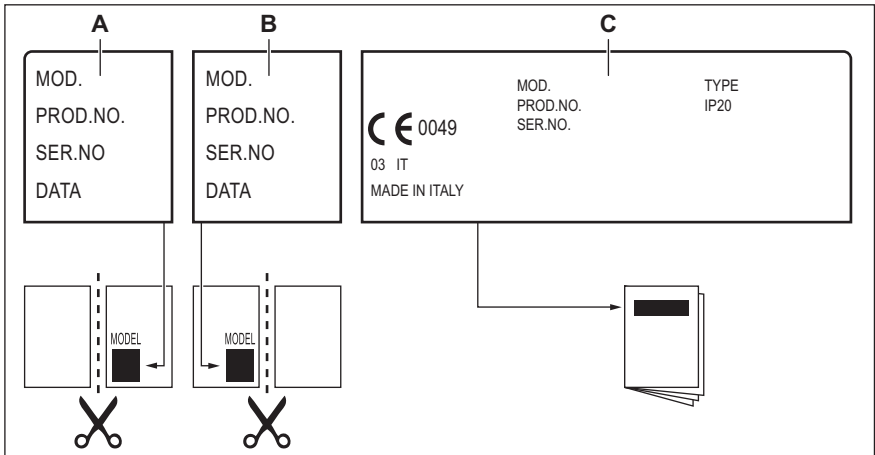 A
B
C
MOD.
PROD.NO.
SER.NO
DATA
MOD.
PROD.NO.
SER.NO
DATA
MOD.
PROD.NO.
SER.NO.
TYPE
IP20
CE 0049
03 IT
MADE IN ITALY
MODEL
MODEL